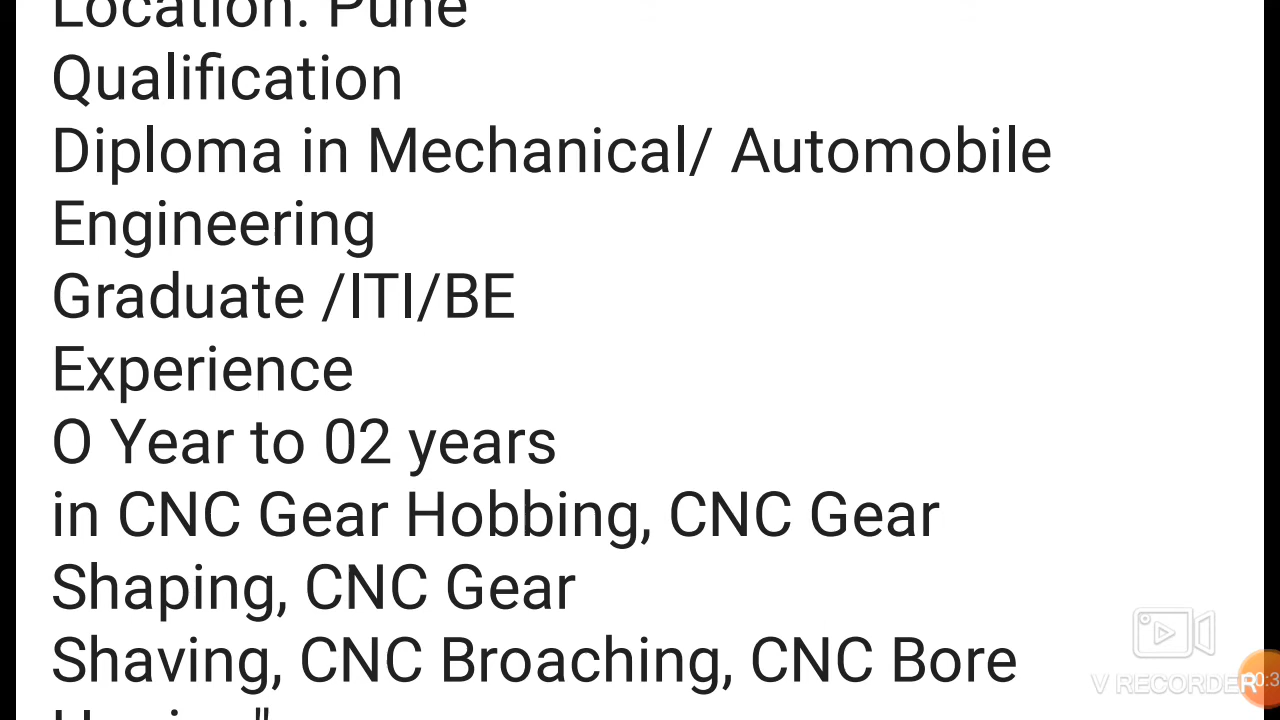 Location: Pune
Qualification
Diploma in Mechanical/ Automobile
Engineering
Graduate /ITI/BE
Experience
O Year to 02 years
in CNC Gear Hobbing, CNC Gear
Shaping, CNC Gear
Shaving, CNC Broaching, CNC Bore
V RECORDER